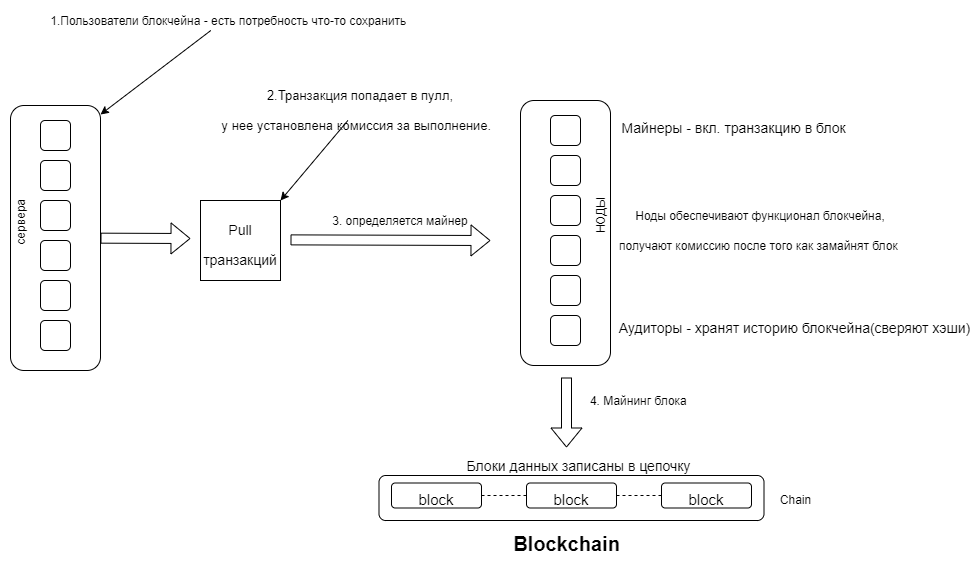 1.Пользователи блокчейна - есть потребность что-то сохранить
2.Транзакция попадает в пулл,
у нее установлена комиссия за выполнение.
сервера
Pull
транзакций
3. определяется майнер
НОДЫ
Майнеры - вкл. транзакцию в блок
Ноды обеспечивают функционал блокчейна,
получают комиссию после того как замайнят блок
Аудиторы - хранят историю блокчейна(сверяют хэши)
4. Майнинг блока
Блоки данных записаны в цепочку
block block block
Chain
Blockchain